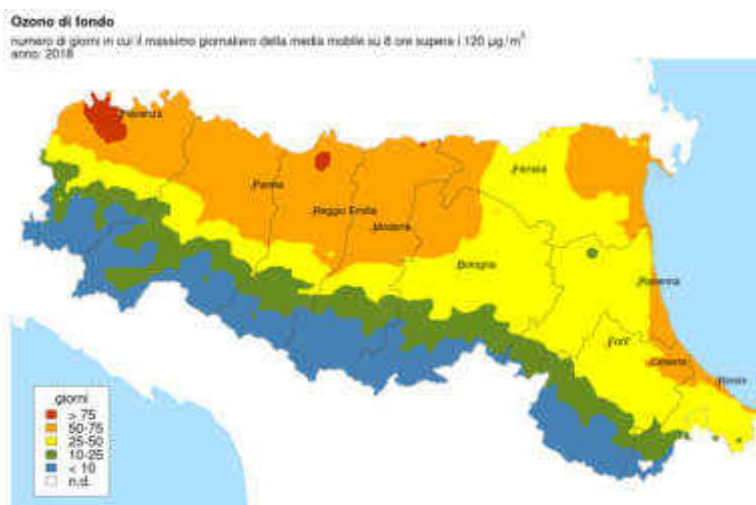 Ozono di fondo
numero di giorni in cui il massimo giornaliero della media mobile su 8 ore supera i 120 µg/m³
anno: 2018
Piacenza
Ferrara
Parma
Reggio Emilia
Modena
Bologna
Ravenna
Forlì
Cesena
Rimini
giorni
> 75
50-75
25-50
10-25
< 10
n.d.